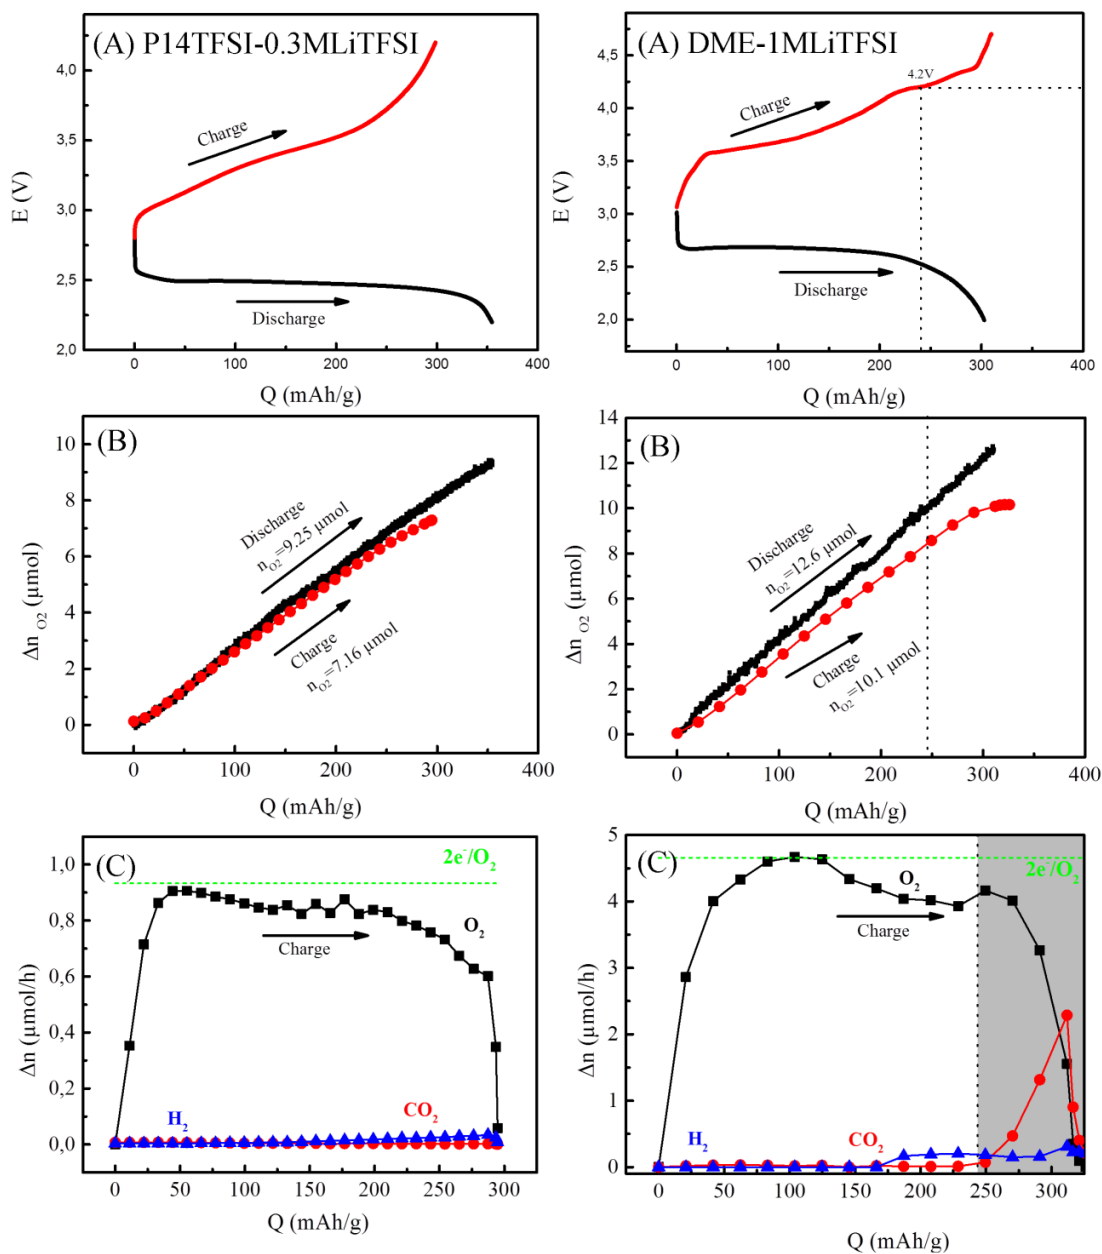 (A) P14TFSI-0.3MLiTFSI
4,0
3,5
3,0
2,5
2,0
E (V)
Charge
Discharge
0
100
200
300
400
Q (mAh/g)
(A) DME-1MLiTFSI
4,5
4,0
3,5
3,0
2,5
2,0
E (V)
4.2V
Charge
Discharge
0
100
200
300
400
Q (mAh/g)
(B)
10
8
6
4
2
0
Δn O2 (μmol)
Discharge
nO2=9.25 μmol
Charge
nO2=7.16 μmol
0
100
200
300
400
Q (mAh/g)
(B)
14
12
10
8
6
4
2
0
Δn O2 (μmol)
Discharge
nO2=12.6 μmol
Charge
nO2=10.1 μmol
0
100
200
300
400
Q (mAh/g)
(C)
2e⁻/O₂
1,0
0,8
0,6
0,4
0,2
0,0
Δn (μmol/h)
O₂
Charge
H₂
CO₂
0
50
100
150
200
250
300
Q (mAh/g)
(C)
2e⁻/O₂
5
4
3
2
1
0
Δn (μmol/h)
O₂
Charge
H₂
CO₂
0
50
100
150
200
250
300
Q (mAh/g)